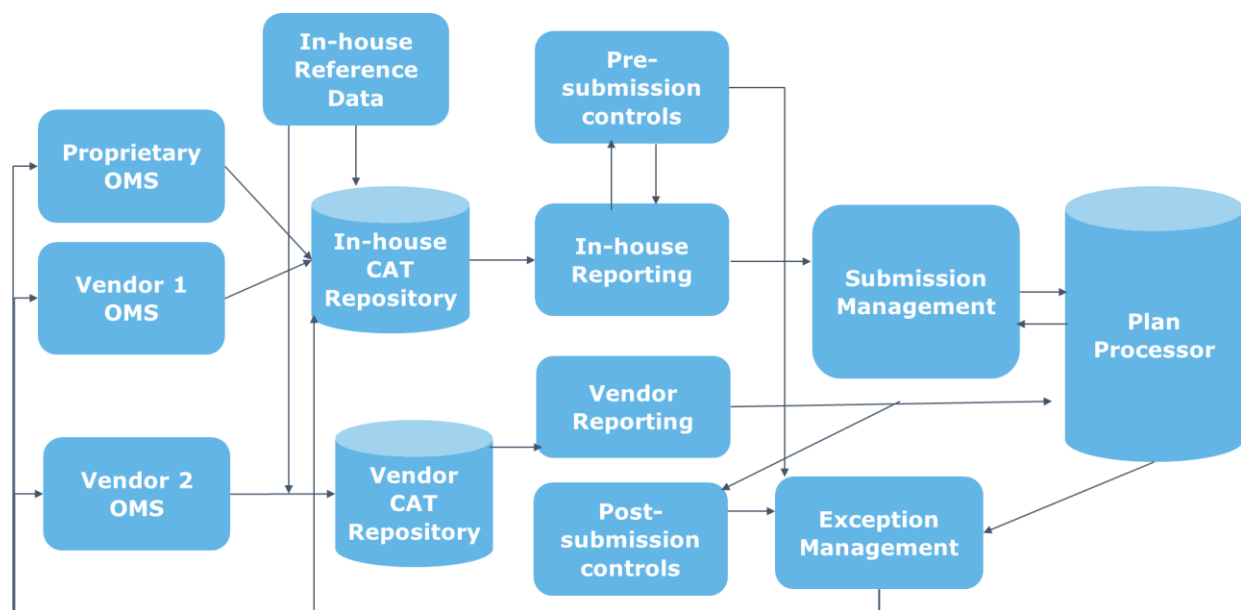 In-house
Reference
Data
Pre-
submission
controls
Proprietary
OMS
In-house
CAT
Repository
In-house
Reporting
Submission
Management
Plan
Processor
Vendor 1
OMS
Vendor
Reporting
Vendor 2
OMS
Vendor
CAT
Repository
Post-
submission
controls
Exception
Management